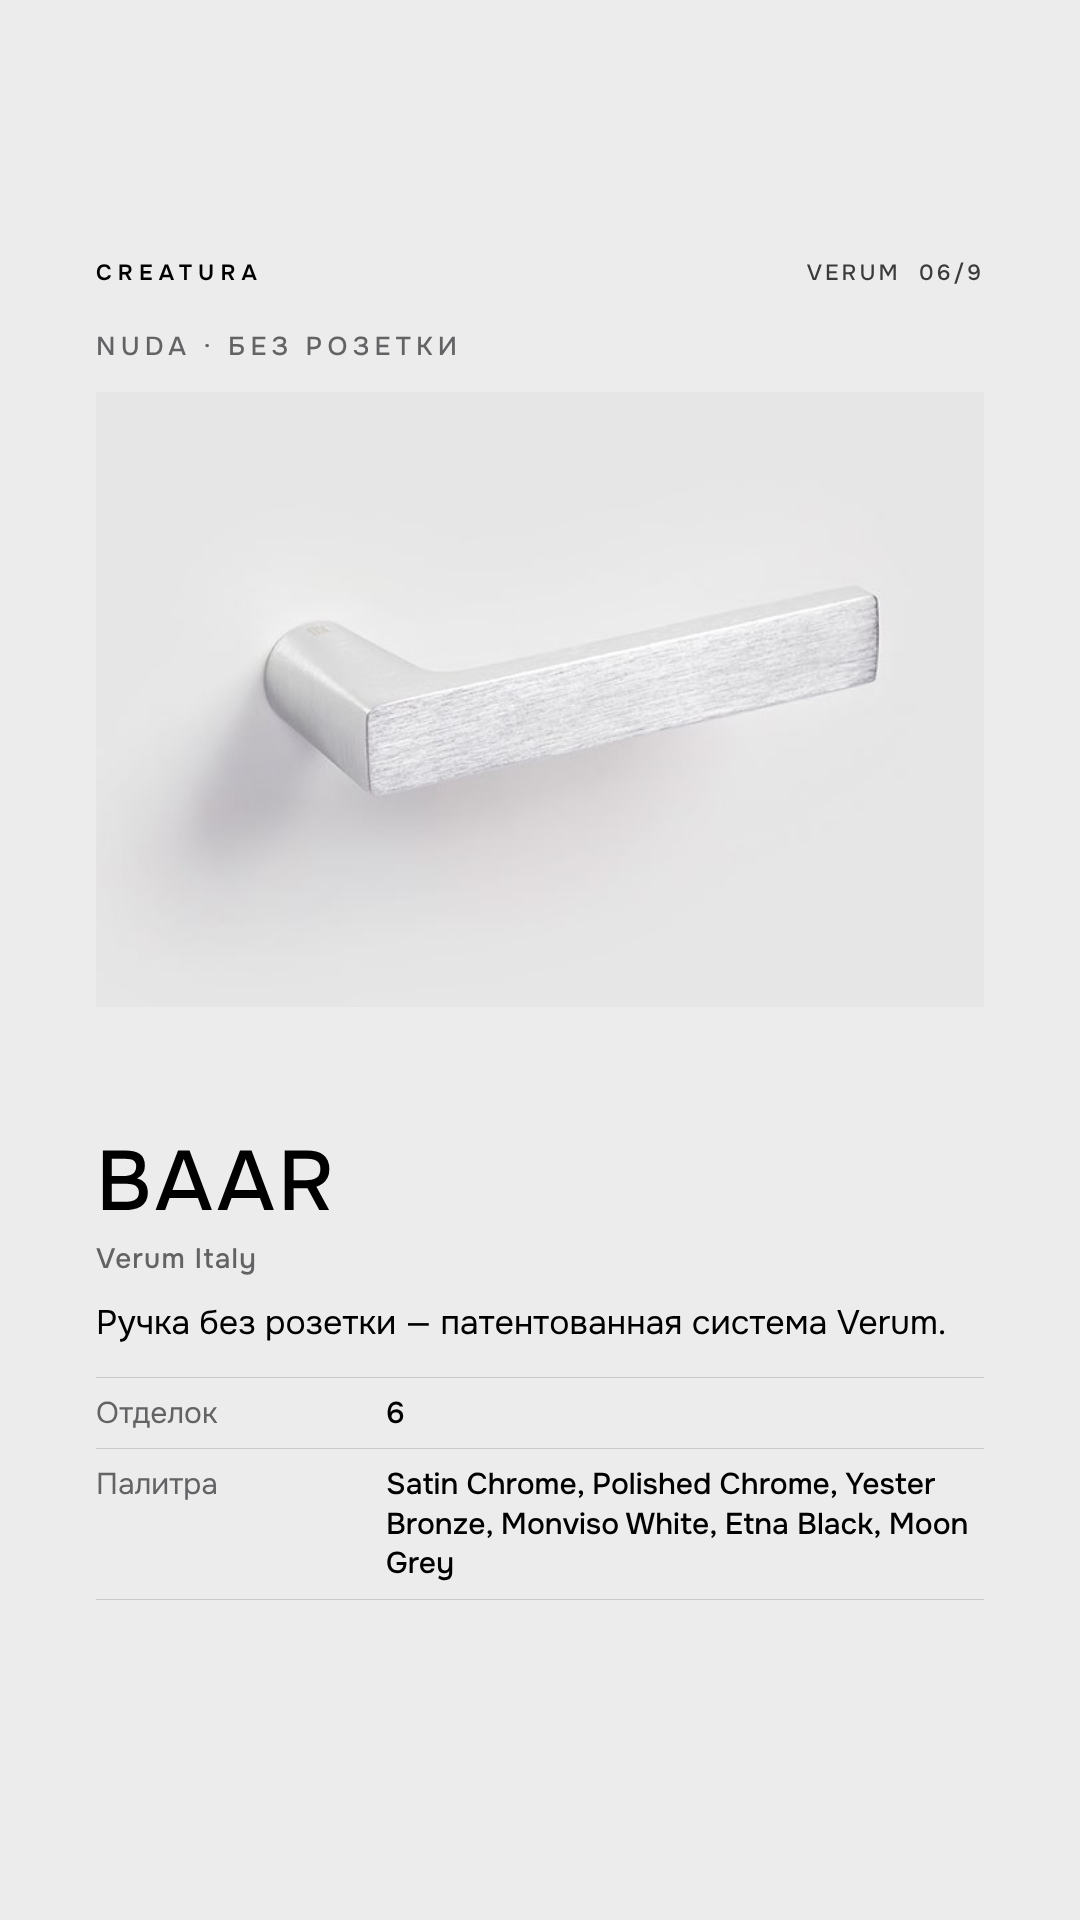 CREATURA
VERUM 06/9
NUDA · БЕЗ РОЗЕТКИ
BAAR
Verum Italy
Ручка без розетки — патентованная система Verum.
Отделок 6
Палитра Satin Chrome, Polished Chrome, Yester
Bronze, Monviso White, Etna Black, Moon
Grey